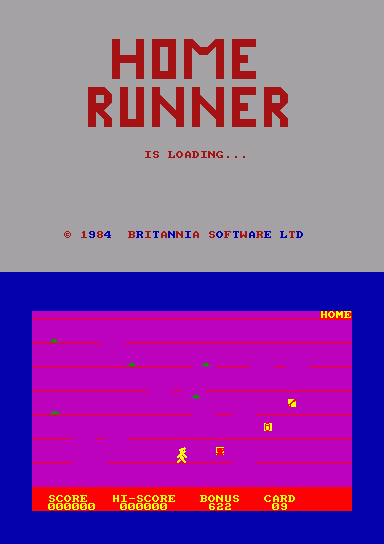 HOME
RUNNER
IS LOADING...
© 1984 BRITANNIA SOFTWARE LTD
HOME
SCORE HI-SCORE BONUS CARD
000000 000000 622 09